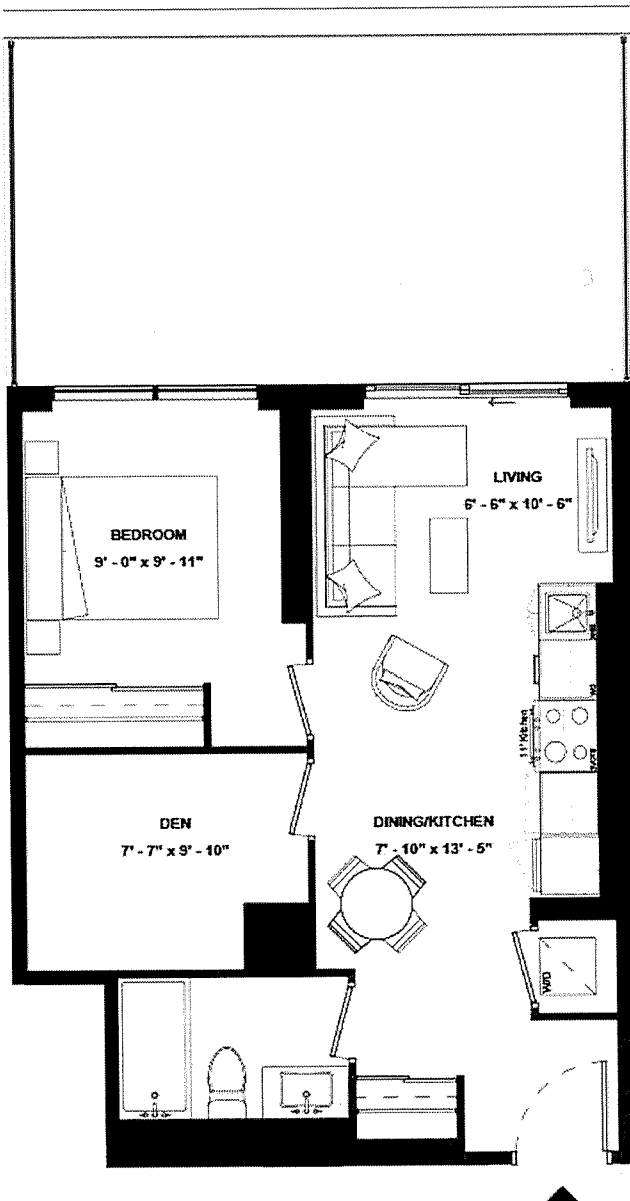 LIVING
6' - 6" x 10' - 6"
BEDROOM
9' - 0" x 9' - 11"
11' Kitchen
DEN
7' - 7" x 9' - 10"
DINING/KITCHEN
7' - 10" x 13' - 5"
W/D